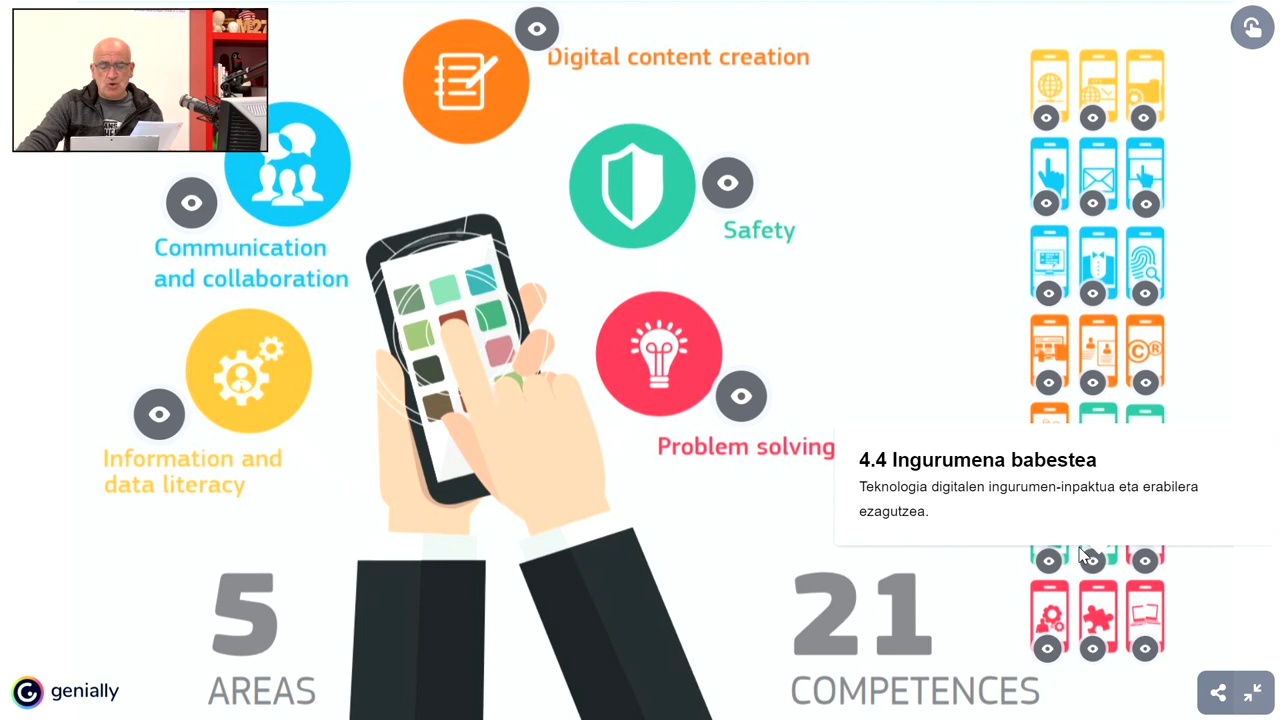 Digital content creation
Safety
Communication
and collaboration
Information and
data literacy
Problem solving
4.4 Ingurumena babestea
Teknologia digitalen ingurumen-inpaktua eta erabilera
ezagutzea.
5
AREAS
21
COMPETENCES
genially